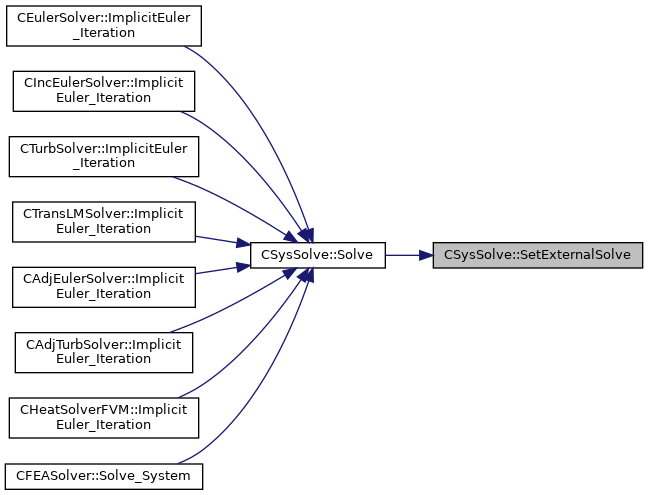 CEulerSolver::ImplicitEuler
_Iteration
CIncEulerSolver::Implicit
Euler_Iteration
CTurbSolver::ImplicitEuler
_Iteration
CTransLMSolver::Implicit
Euler_Iteration
CSysSolve::Solve
CSysSolve::SetExternalSolve
CAdjEulerSolver::Implicit
Euler_Iteration
CAdjTurbSolver::Implicit
Euler_Iteration
CHeatSolverFVM::Implicit
Euler_Iteration
CFEASolver::Solve_System